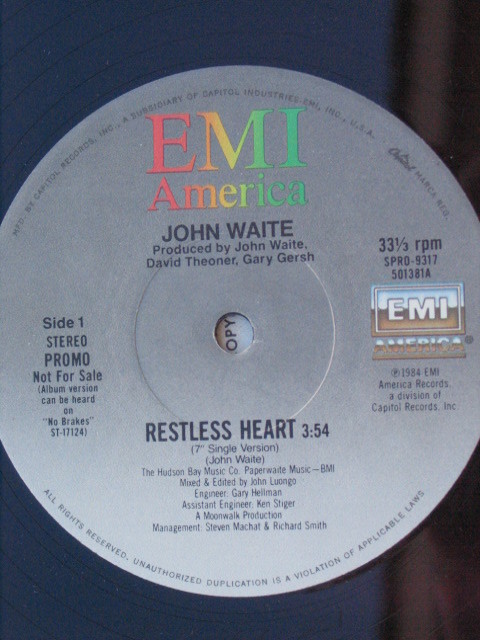 MFD. BY CAPITOL RECORDS, INC., A SUBSIDIARY OF CAPITOL INDUSTRIES-EMI, INC., U.S.A.
Capitol MARCA REG.
EMI
America
JOHN WAITE
Produced by John Waite,
David Theoner, Gary Gersh
33⅓ rpm
SPRO-9317
501381A
EMI
AMERICA®
℗1984 EMI
America Records,
a division of
Capitol Records, Inc.
Side 1
STEREO
PROMO
Not For Sale
(Album version
can be heard
on
"No Brakes"
ST-17124)
OPY
RESTLESS HEART 3:54
(7" Single Version)
(John Waite)
The Hudson Bay Music Co. Paperwaite Music—BMI
Mixed & Edited by John Luongo
Engineer: Gary Hellman
Assistant Engineer: Ken Stiger
A Moonwalk Production
Management: Steven Machat & Richard Smith
ALL RIGHTS RESERVED. UNAUTHORIZED DUPLICATION IS A VIOLATION OF APPLICABLE LAWS